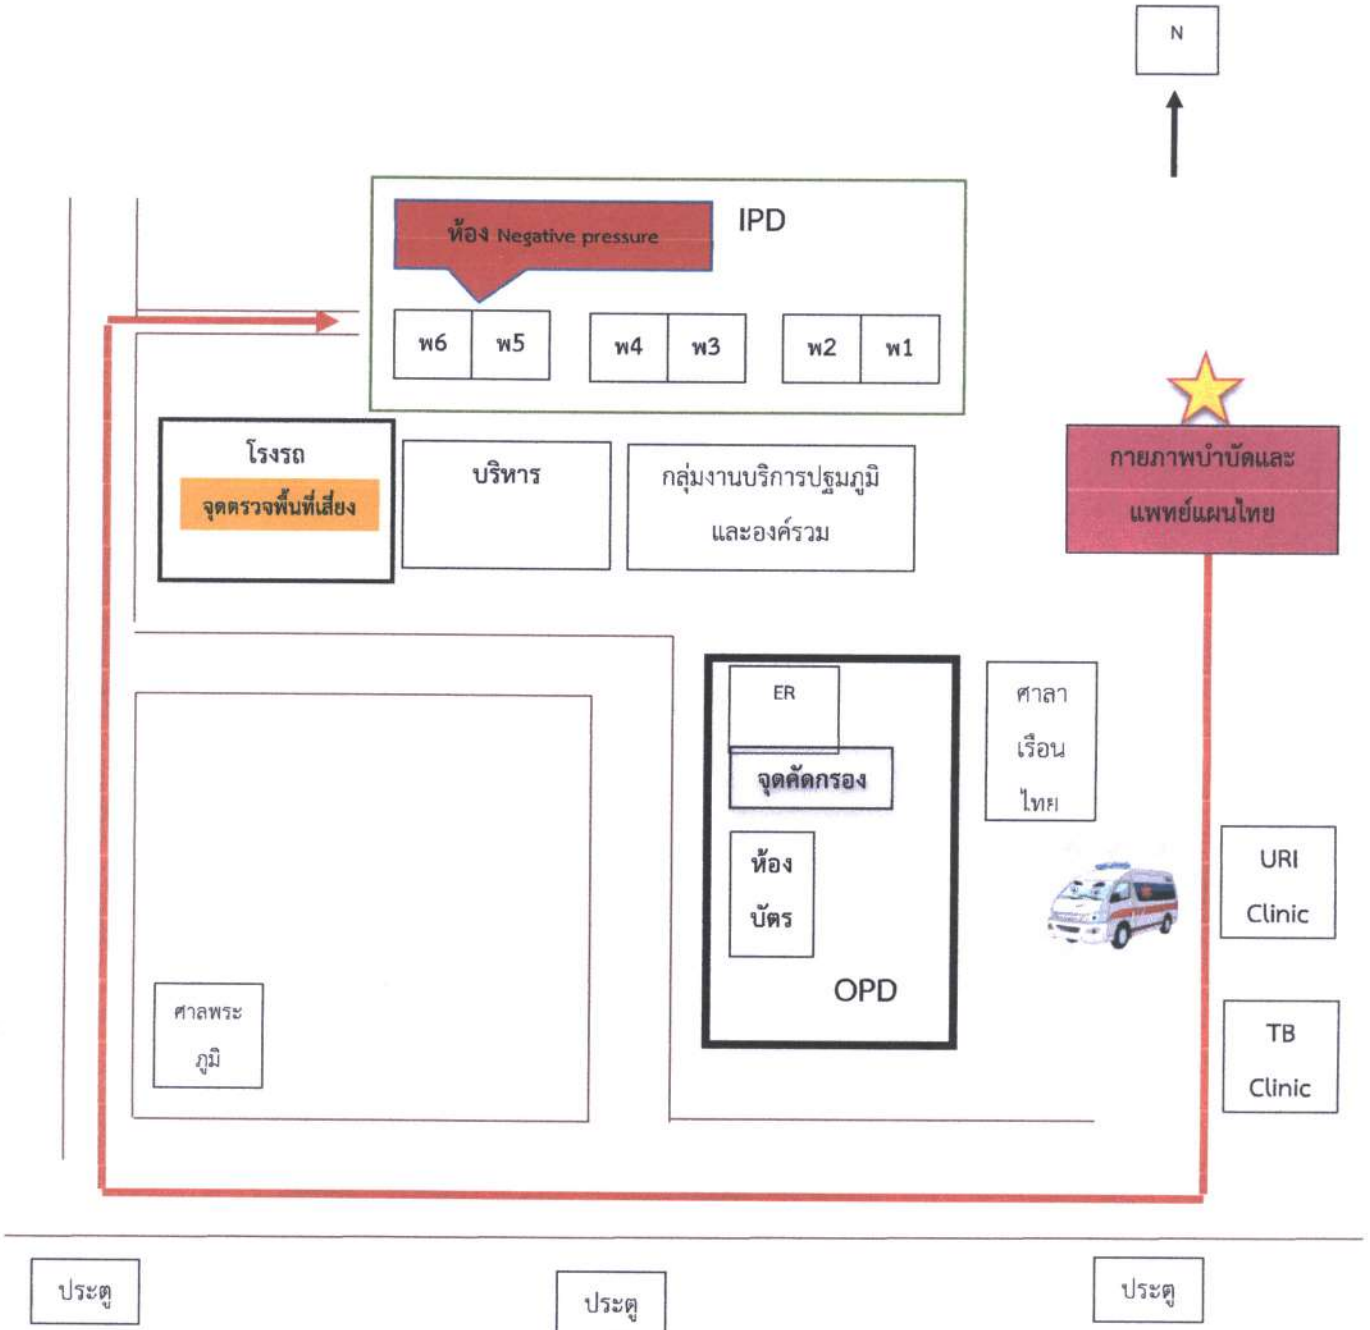 N
IPD
ห้อง Negative pressure
พ6
พ5
พ4
พ3
พ2
พ1
โรงรถ
จุดตรวจพื้นที่เสี่ยง
บริหาร
กลุ่มงานบริการปฐมภูมิ
และองค์รวม
กายภาพบำบัดและ
แพทย์แผนไทย
ER
จุดคัดกรอง
ห้อง
บัตร
OPD
ศาลา
เรือน
ไทย
URI
Clinic
TB
Clinic
ศาลพระ
ภูมิ
ประตู
ประตู
ประตู